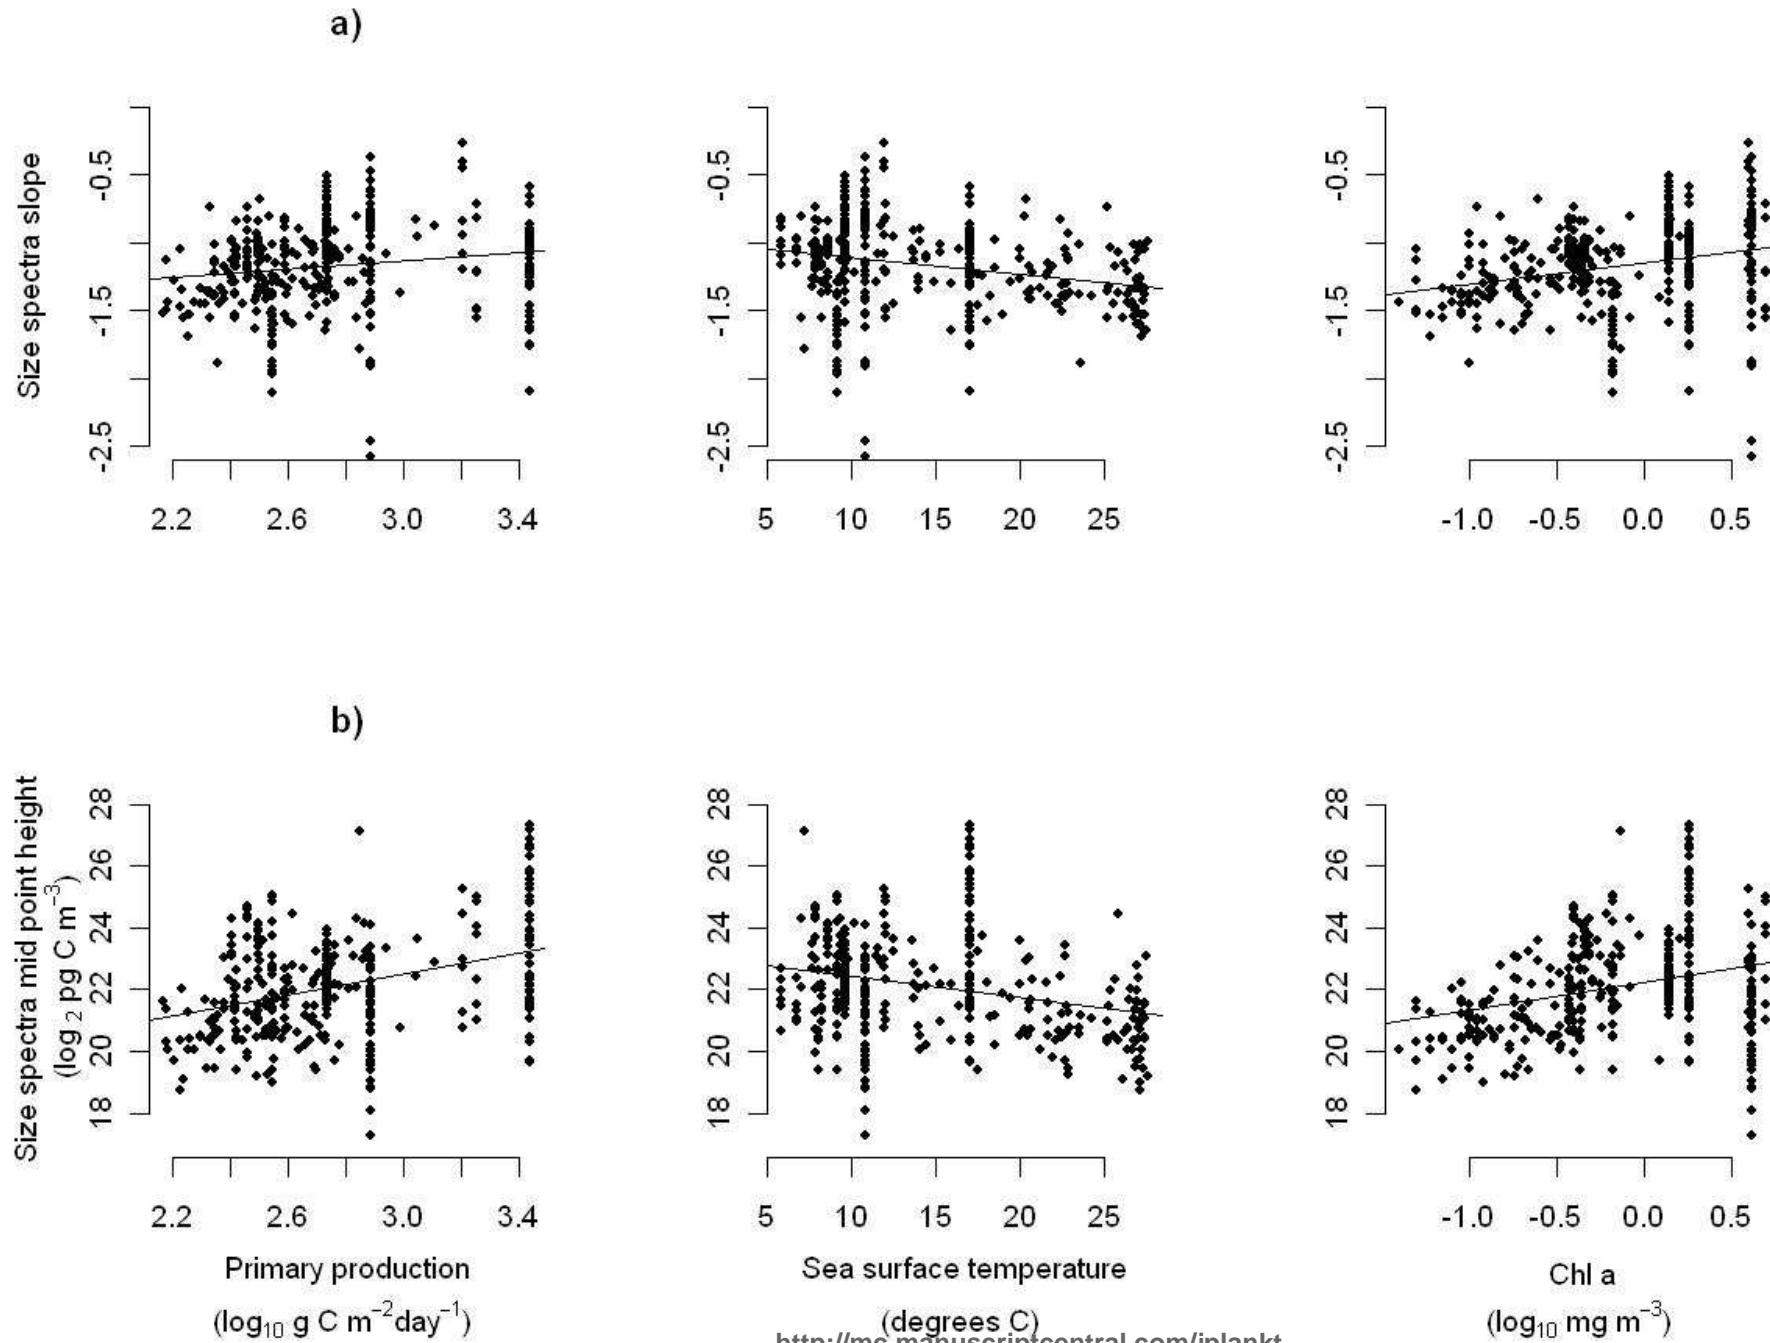 a)
Size spectra slope
-0.5
-1.5
-2.5
2.2 2.6 3.0 3.4
-0.5
-1.5
-2.5
5 10 15 20 25
-0.5
-1.5
-2.5
-1.0 -0.5 0.0 0.5
b)
Size spectra mid point height
(log 2 pg C m−3)
28
26
24
22
20
18
2.2 2.6 3.0 3.4
Primary production
(log10 g C m−2day−1)
28
26
24
22
20
18
5 10 15 20 25
Sea surface temperature
(degrees C)
28
26
24
22
20
18
-1.0 -0.5 0.0 0.5
Chl a
(log10 mg m−3)
http://mc.manuscriptcentral.com/jplankt